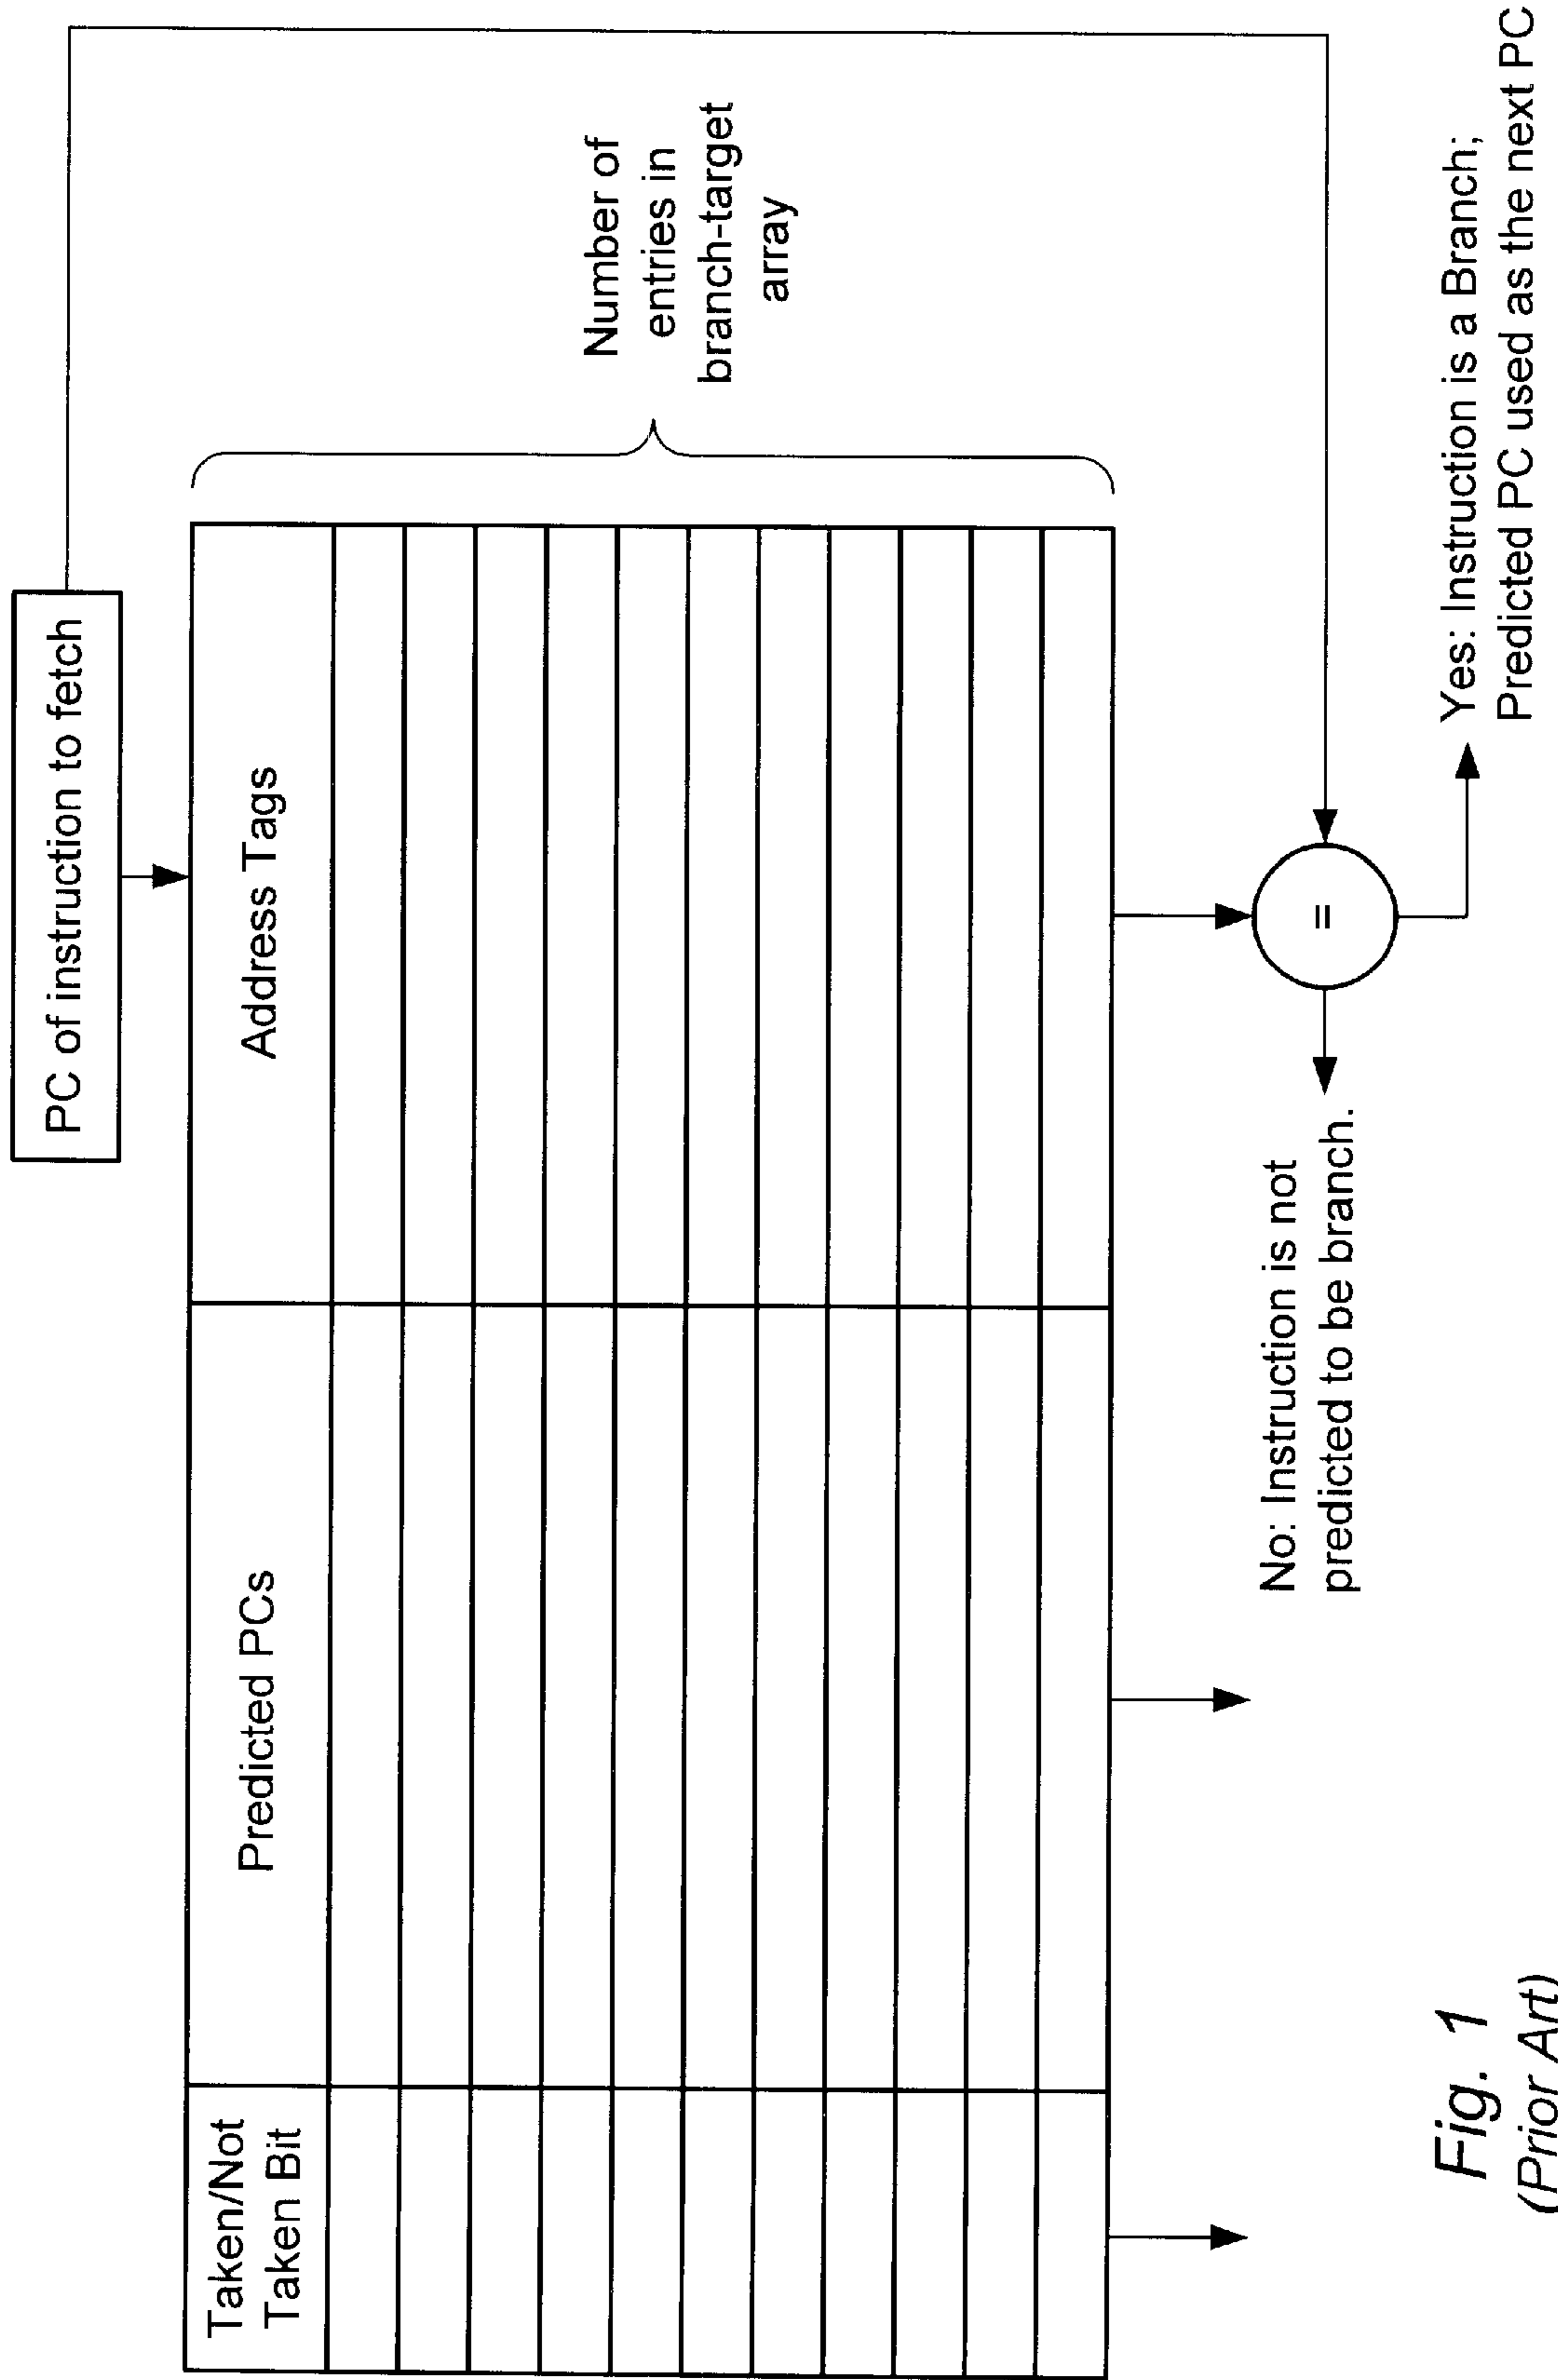 PC of instruction to fetch
Taken/Not
Taken Bit
Predicted PCs
Address Tags
Number of
entries in
branch-target
array
=
No: Instruction is not
predicted to be branch.
Yes: Instruction is a Branch;
Predicted PC used as the next PC
Fig. 1
(Prior Art)